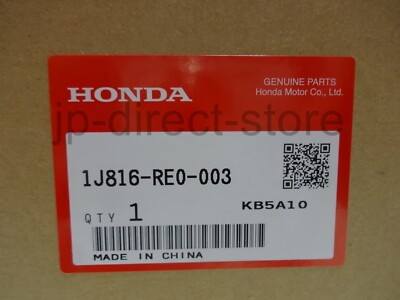 HONDA
GENUINE PARTS
Honda Motor Co., Ltd.
jp-direct-store
1J816-RE0-003
QTY 1
KB5A10
MADE IN CHINA